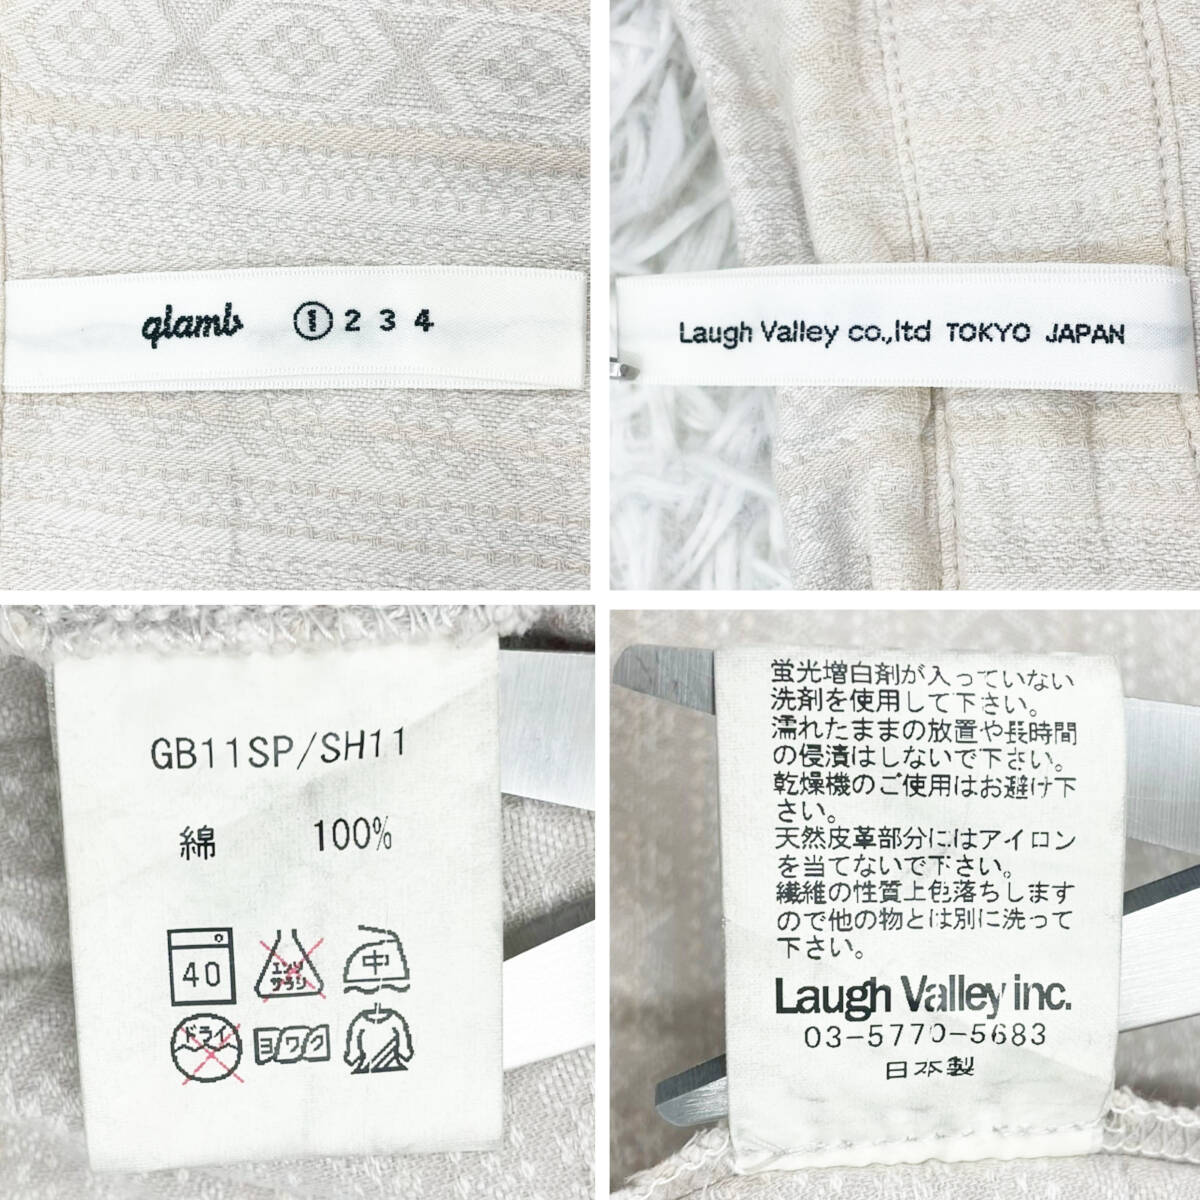 glamb ① 2 3 4
Laugh Valley co.,ltd TOKYO JAPAN
GB11SP/SH11
綿 100%
40
エンソ
サラシ
中
ドライ
ヨワク
蛍光増白剤が入っていない
洗剤を使用して下さい。
濡れたままの放置や長時間
の侵漬はしないで下さい。
乾燥機のご使用はお避け下
さい。
天然皮革部分にはアイロン
を当てないで下さい。
繊維の性質上色落ちします
ので他の物とは別に洗って
下さい。
Laugh Valley inc.
03-5770-5683
日本製